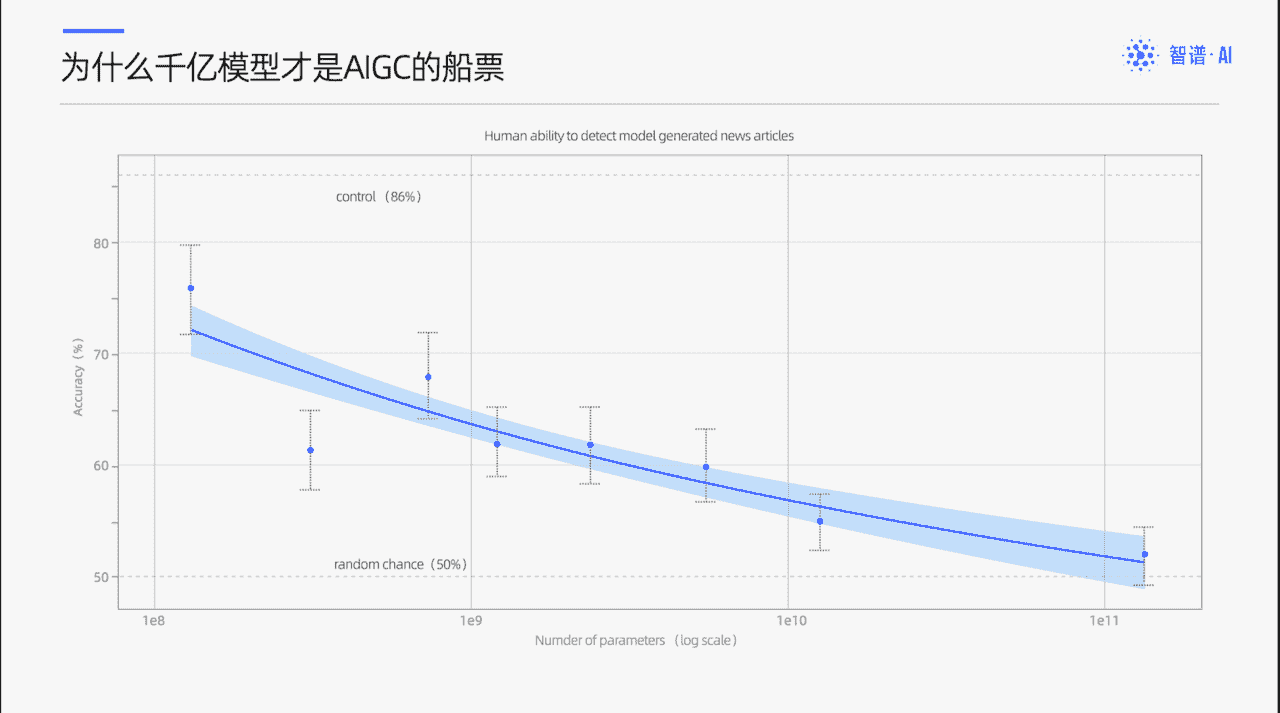 为什么千亿模型才是AIGC的船票
智谱·AI
Human ability to detect model generated news articles
control（86%）
80
70
60
50
Accuracy（%）
random chance（50%）
1e8 1e9 1e10 1e11
Numder of parameters （log scale）